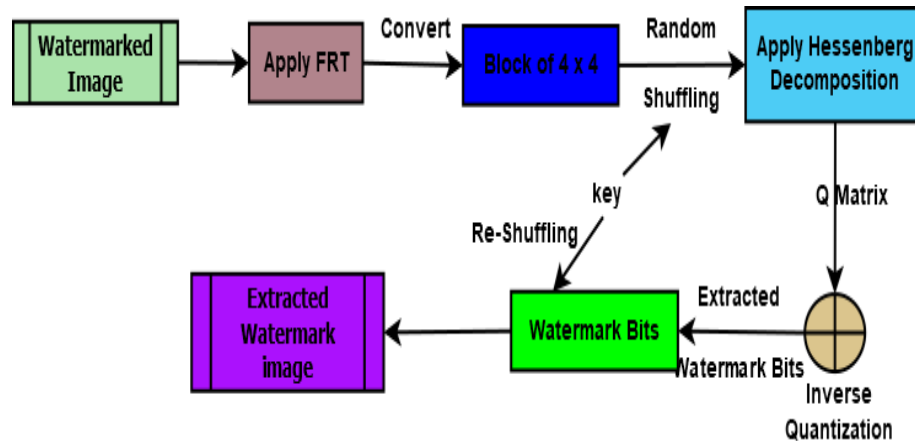 Watermarked
Image
Apply FRT
Convert
Block of 4 x 4
Random
Shuffling
Apply Hessenberg
Decomposition
key
Q Matrix
Re-Shuffling
Extracted
Watermark
image
Watermark Bits
Extracted
Watermark Bits
Inverse
Quantization